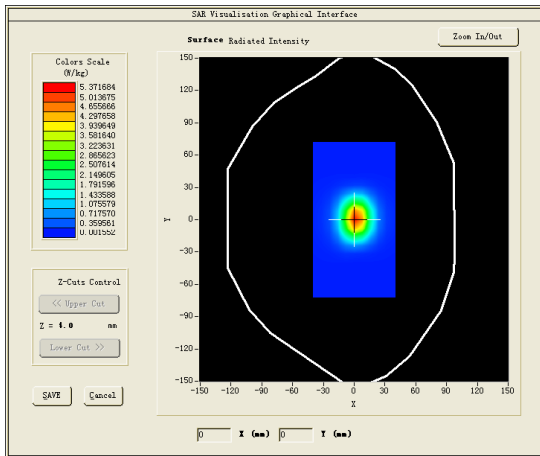 SAR Visualisation Graphical Interface
Surface Radiated Intensity
Zoom In/Out
Colors Scale
(W/kg)
5.371684
5.013675
4.655666
4.297658
3.939649
3.581640
3.223631
2.865623
2.507614
2.149605
1.791596
1.433588
1.075579
0.717570
0.359561
0.001552
150
120
90
60
30
0
-30
-60
-90
-120
-150
Y
-150 -120 -90 -60 -30 0 30 60 90 120 150
X
Z-Cuts Control
<< Upper Cut
Z = 4.0 mm
Lower Cut >>
SAVE
Cancel
0 X (mm) 0 Y (mm)